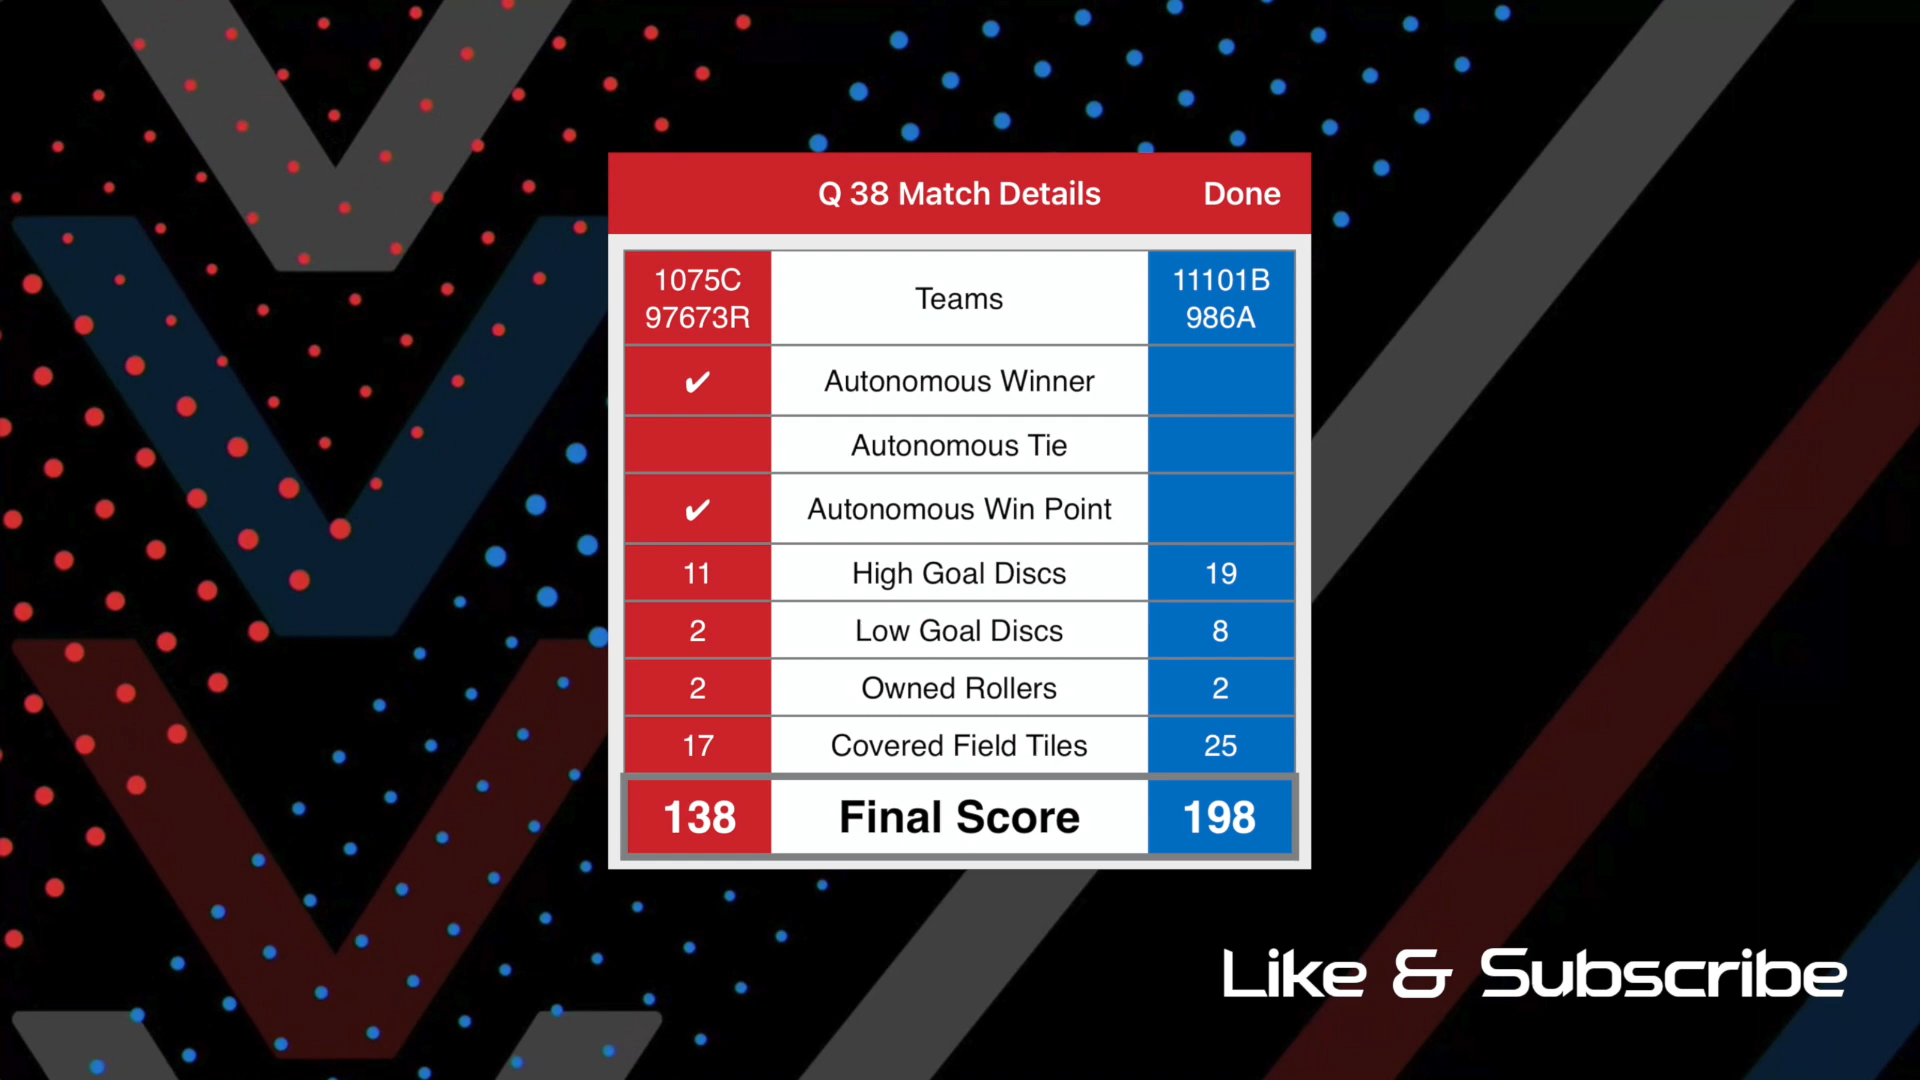 Q 38 Match Details Done
1075C
97673R
Teams
11101B
986A
✔ Autonomous Winner
Autonomous Tie
✔ Autonomous Win Point
11 High Goal Discs 19
2 Low Goal Discs 8
2 Owned Rollers 2
17 Covered Field Tiles 25
138 Final Score 198
Like & Subscribe